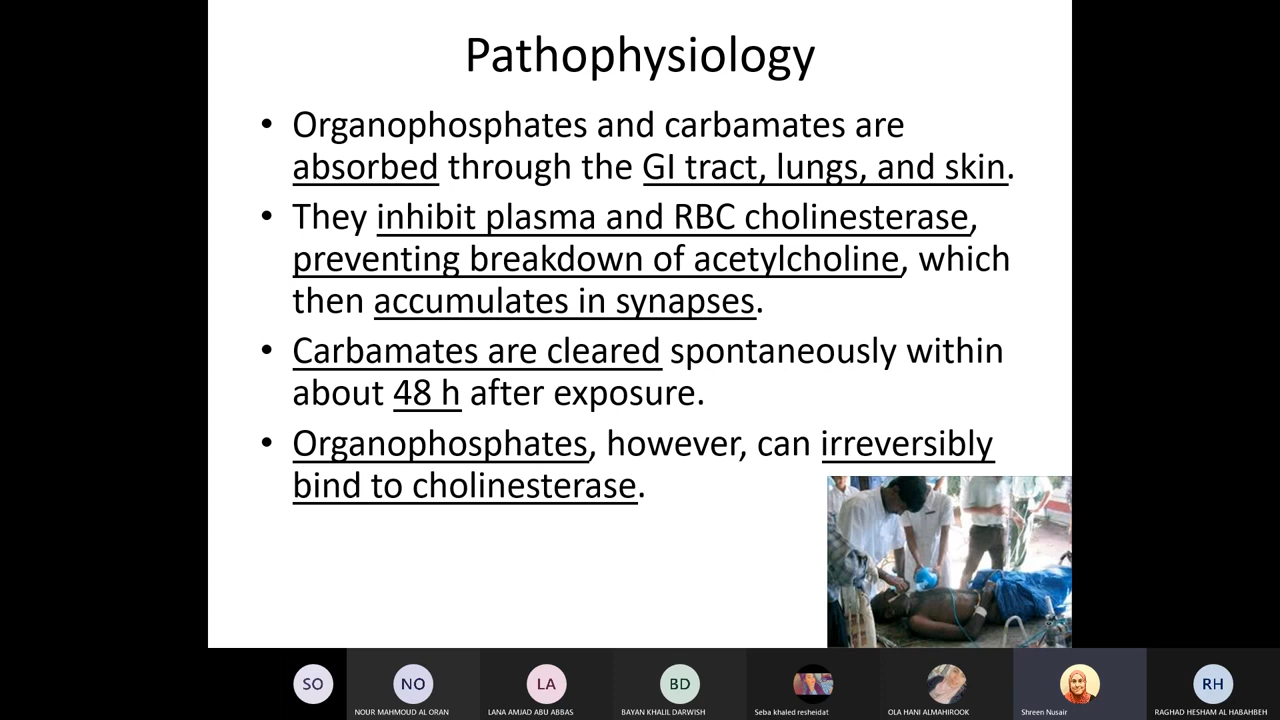 Pathophysiology
• Organophosphates and carbamates are
absorbed through the GI tract, lungs, and skin.
• They inhibit plasma and RBC cholinesterase,
preventing breakdown of acetylcholine, which
then accumulates in synapses.
• Carbamates are cleared spontaneously within
about 48 h after exposure.
• Organophosphates, however, can irreversibly
bind to cholinesterase.
SO NO LA BD RH
NOUR MAHMOUD AL ORAN LANA AMJAD ABU ABBAS BAYAN KHALIL DARWISH Seba khaled resheidat OLA HANI ALMAHIROOK Shreen Nusair RAGHAD HESHAM AL HABAHBEH